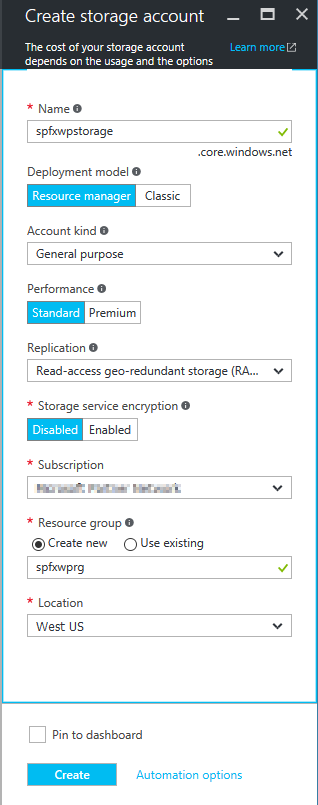 Create storage account
The cost of your storage account
depends on the usage and the options
Learn more
* Name
spfxwpstorage
.core.windows.net
Deployment model
Resource manager Classic
Account kind
General purpose
Performance
Standard Premium
Replication
Read-access geo-redundant storage (RA...
* Storage service encryption
Disabled Enabled
* Subscription
* Resource group
Create new Use existing
spfxwprg
* Location
West US
Pin to dashboard
Create Automation options